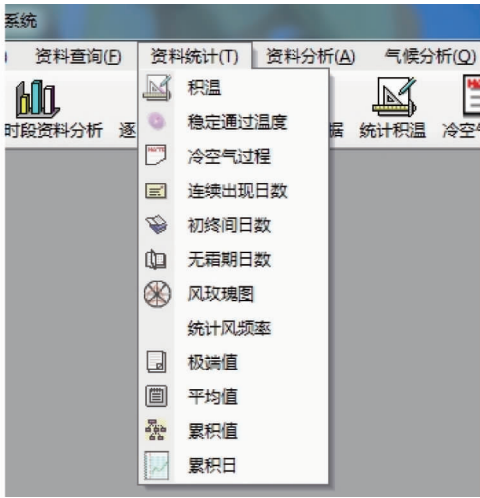 系统
) 资料查询(F) 资料统计(T) 资料分析(A) 气候分析(Q)
时段资料分析 逐 据 统计积温 冷空
积温
稳定通过温度
冷空气过程
连续出现日数
初终间日数
无霜期日数
风玫瑰图
统计风频率
极端值
平均值
累积值
累积日